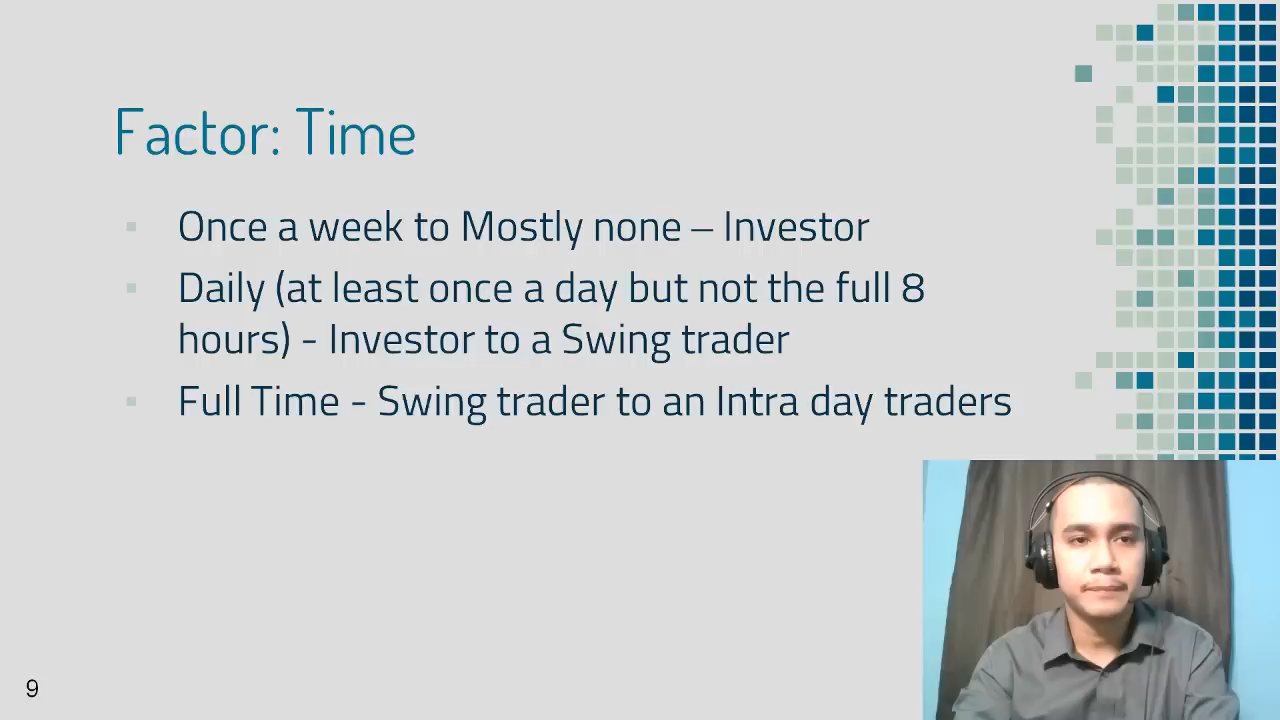 Factor: Time
Once a week to Mostly none – Investor
Daily (at least once a day but not the full 8
hours) - Investor to a Swing trader
Full Time - Swing trader to an Intra day traders
9